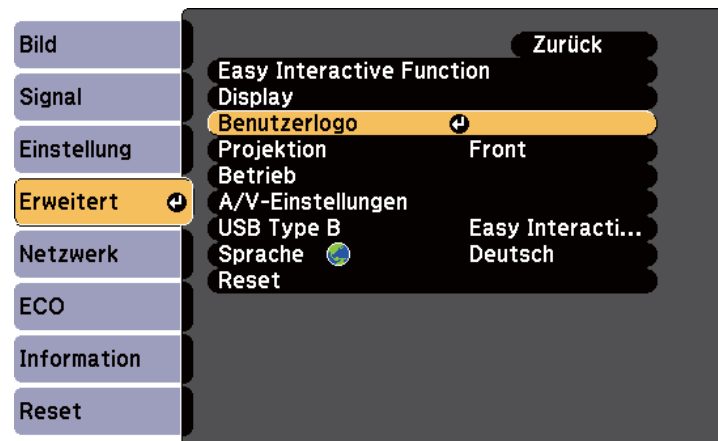 Bild
Signal
Einstellung
Erweitert
Netzwerk
ECO
Information
Reset
Zurück
Easy Interactive Function
Display
Benutzerlogo
Projektion Front
Betrieb
A/V-Einstellungen
USB Type B Easy Interacti...
Sprache Deutsch
Reset